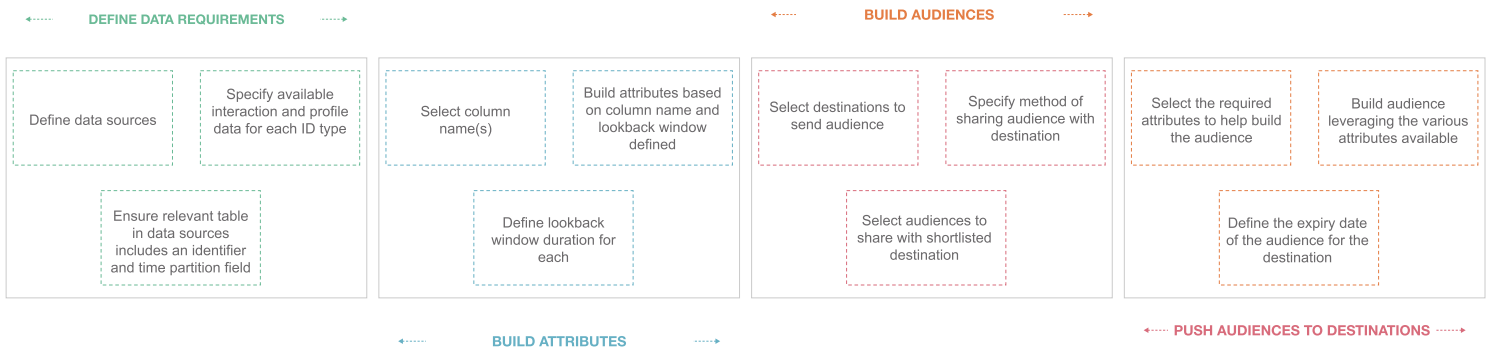 DEFINE DATA REQUIREMENTS
BUILD AUDIENCES
Define data sources
Specify available
interaction and profile
data for each ID type
Ensure relevant table
in data sources
includes an identifier
and time partition field
Select column
name(s)
Build attributes based
on column name and
lookback window
defined
Define lookback
window duration for
each
Select destinations to
send audience
Specify method of
sharing audience with
destination
Select audiences to
share with shortlisted
destination
Select the required
attributes to help build
the audience
Build audience
leveraging the various
attributes available
Define the expiry date
of the audience for the
destination
BUILD ATTRIBUTES
PUSH AUDIENCES TO DESTINATIONS